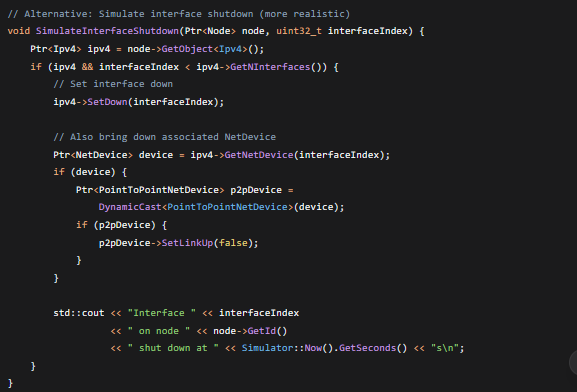 // Alternative: Simulate interface shutdown (more realistic)
void SimulateInterfaceShutdown(Ptr<Node> node, uint32_t interfaceIndex) {
    Ptr<Ipv4> ipv4 = node->GetObject<Ipv4>();
    if (ipv4 && interfaceIndex < ipv4->GetNInterfaces()) {
        // Set interface down
        ipv4->SetDown(interfaceIndex);

        // Also bring down associated NetDevice
        Ptr<NetDevice> device = ipv4->GetNetDevice(interfaceIndex);
        if (device) {
            Ptr<PointToPointNetDevice> p2pDevice =
                DynamicCast<PointToPointNetDevice>(device);
            if (p2pDevice) {
                p2pDevice->SetLinkUp(false);
            }
        }

        std::cout << "Interface " << interfaceIndex
                  << " on node " << node->GetId()
                  << " shut down at " << Simulator::Now().GetSeconds() << "s\n";
    }
}